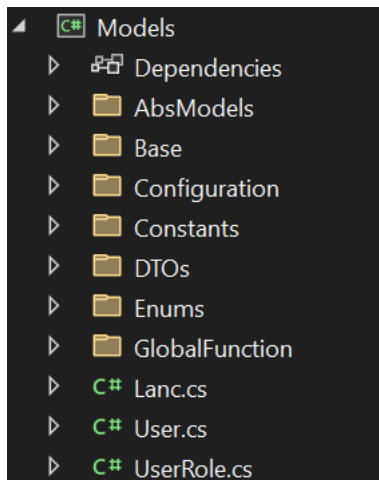 C# Models
Dependencies
AbsModels
Base
Configuration
Constants
DTOs
Enums
GlobalFunction
C# Lanc.cs
C# User.cs
C# UserRole.cs